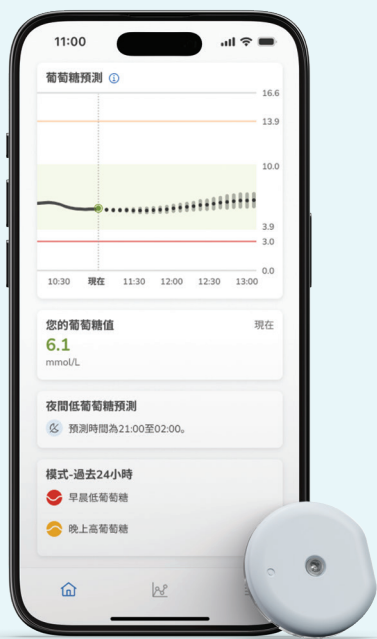 11:00
葡萄糖預測
16.6
13.9
10.0
3.9
3.0
0.0
10:30 現在 11:30 12:00 12:30 13:00
您的葡萄糖值 現在
6.1
mmol/L
夜間低葡萄糖預測
預測時間為21:00至02:00。
模式-過去24小時
早晨低葡萄糖
晚上高葡萄糖